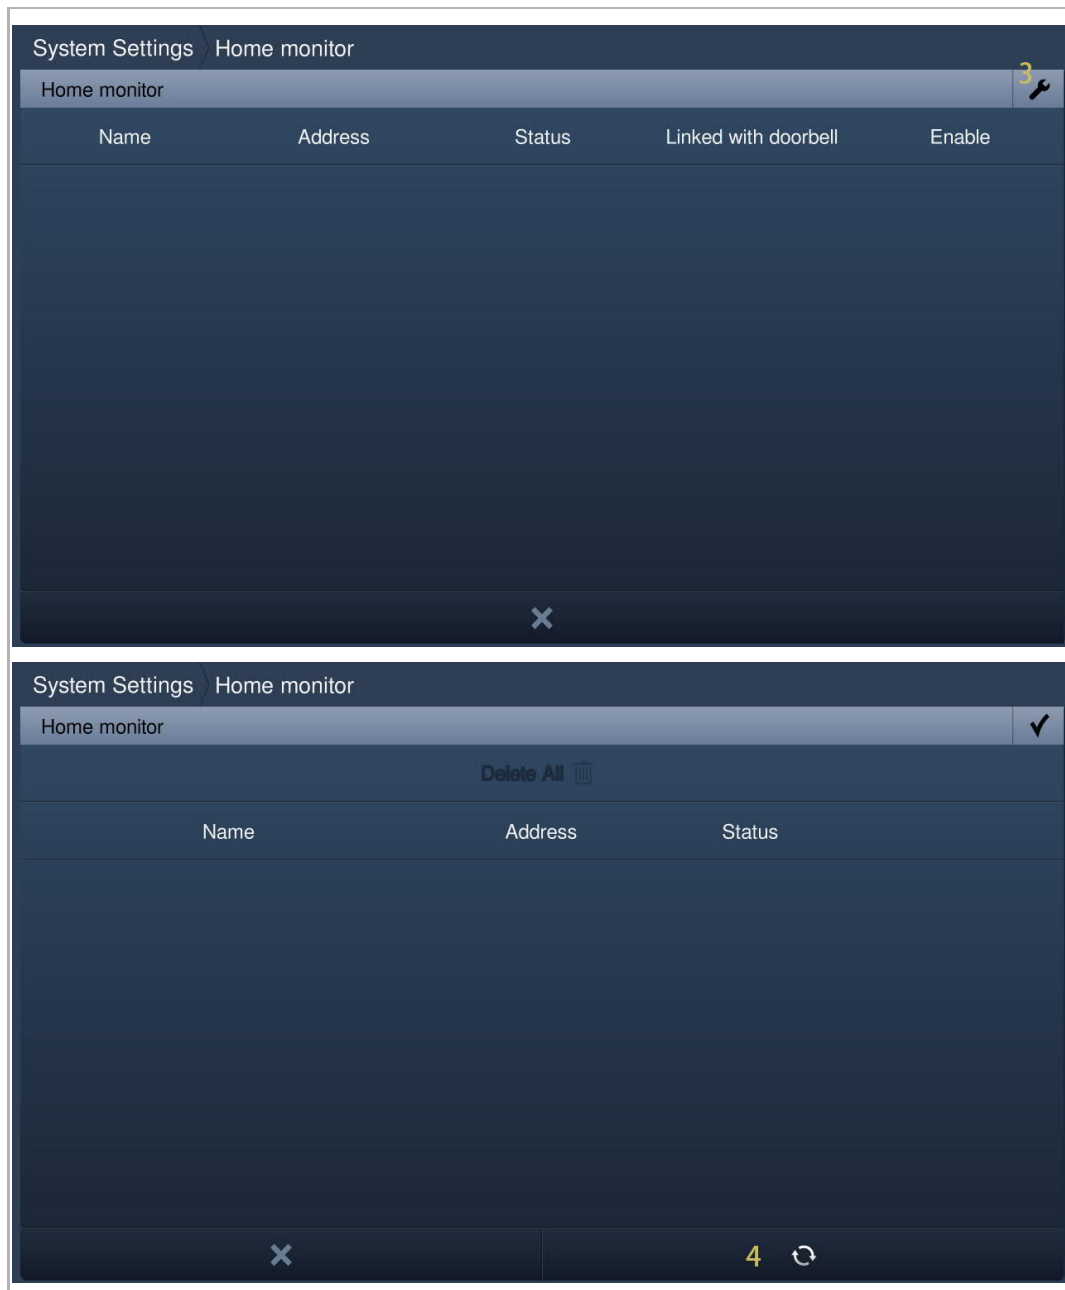 System Settings Home monitor
3
Home monitor
Name Address Status Linked with doorbell Enable
System Settings Home monitor
Home monitor
Delete All
Name Address Status
4